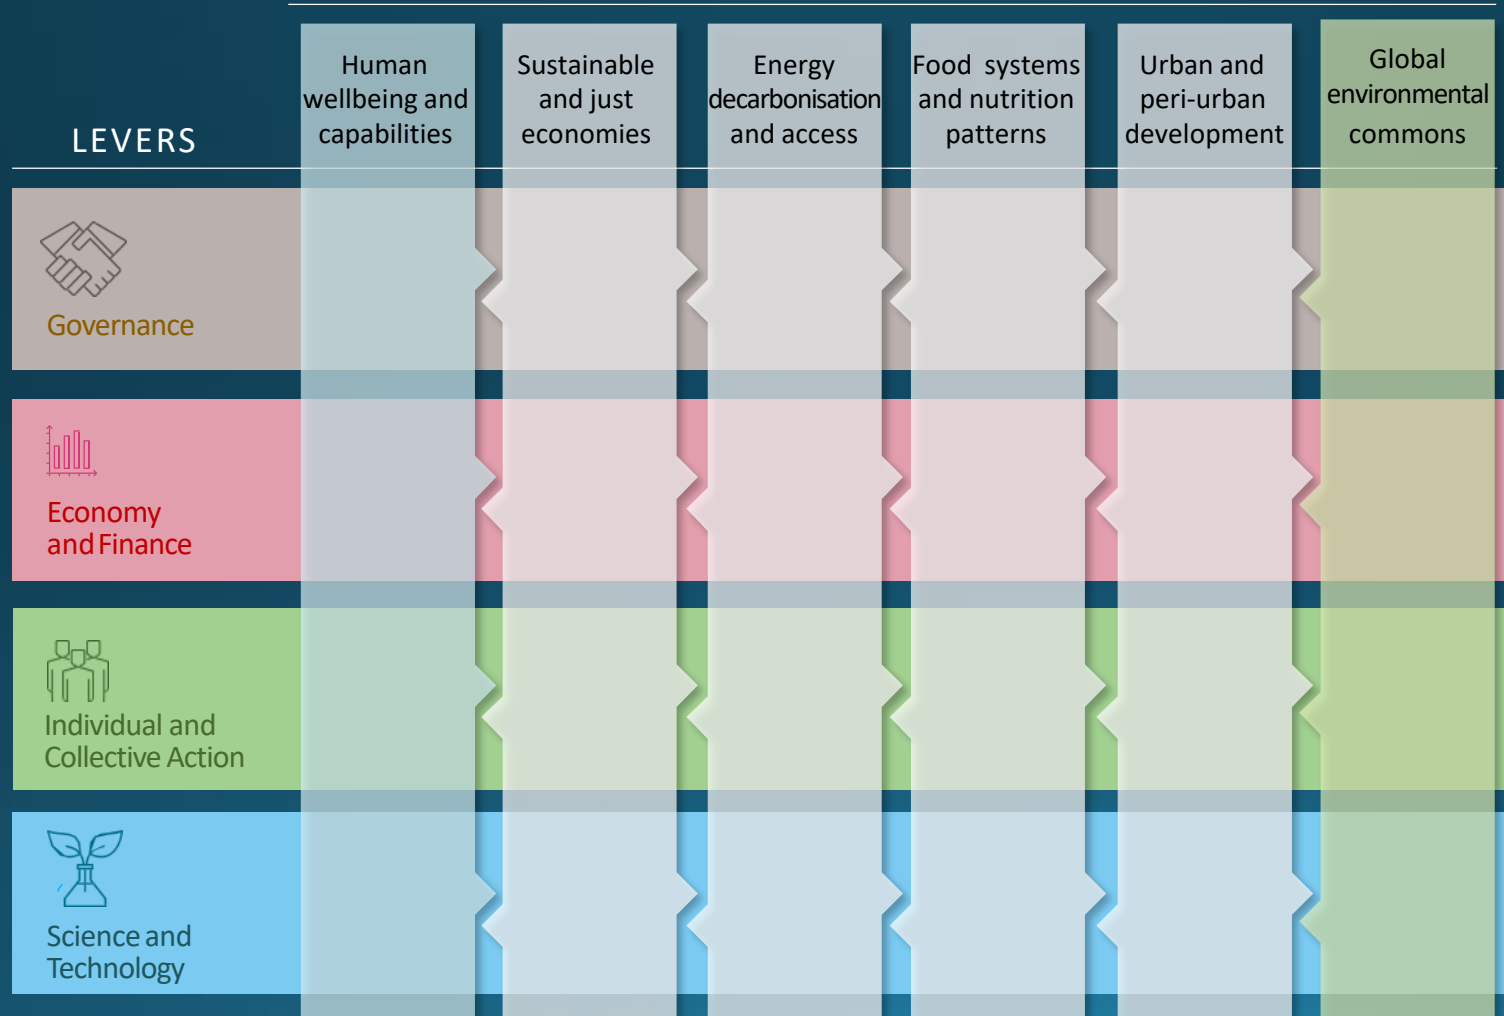 Human
wellbeing and
capabilities
Sustainable
and just
economies
Energy
decarbonisation
and access
Food systems
and nutrition
patterns
Urban and
peri-urban
development
Global
environmental
commons
LEVERS
Governance
Economy
and Finance
Individual and
Collective Action
Science and
Technology